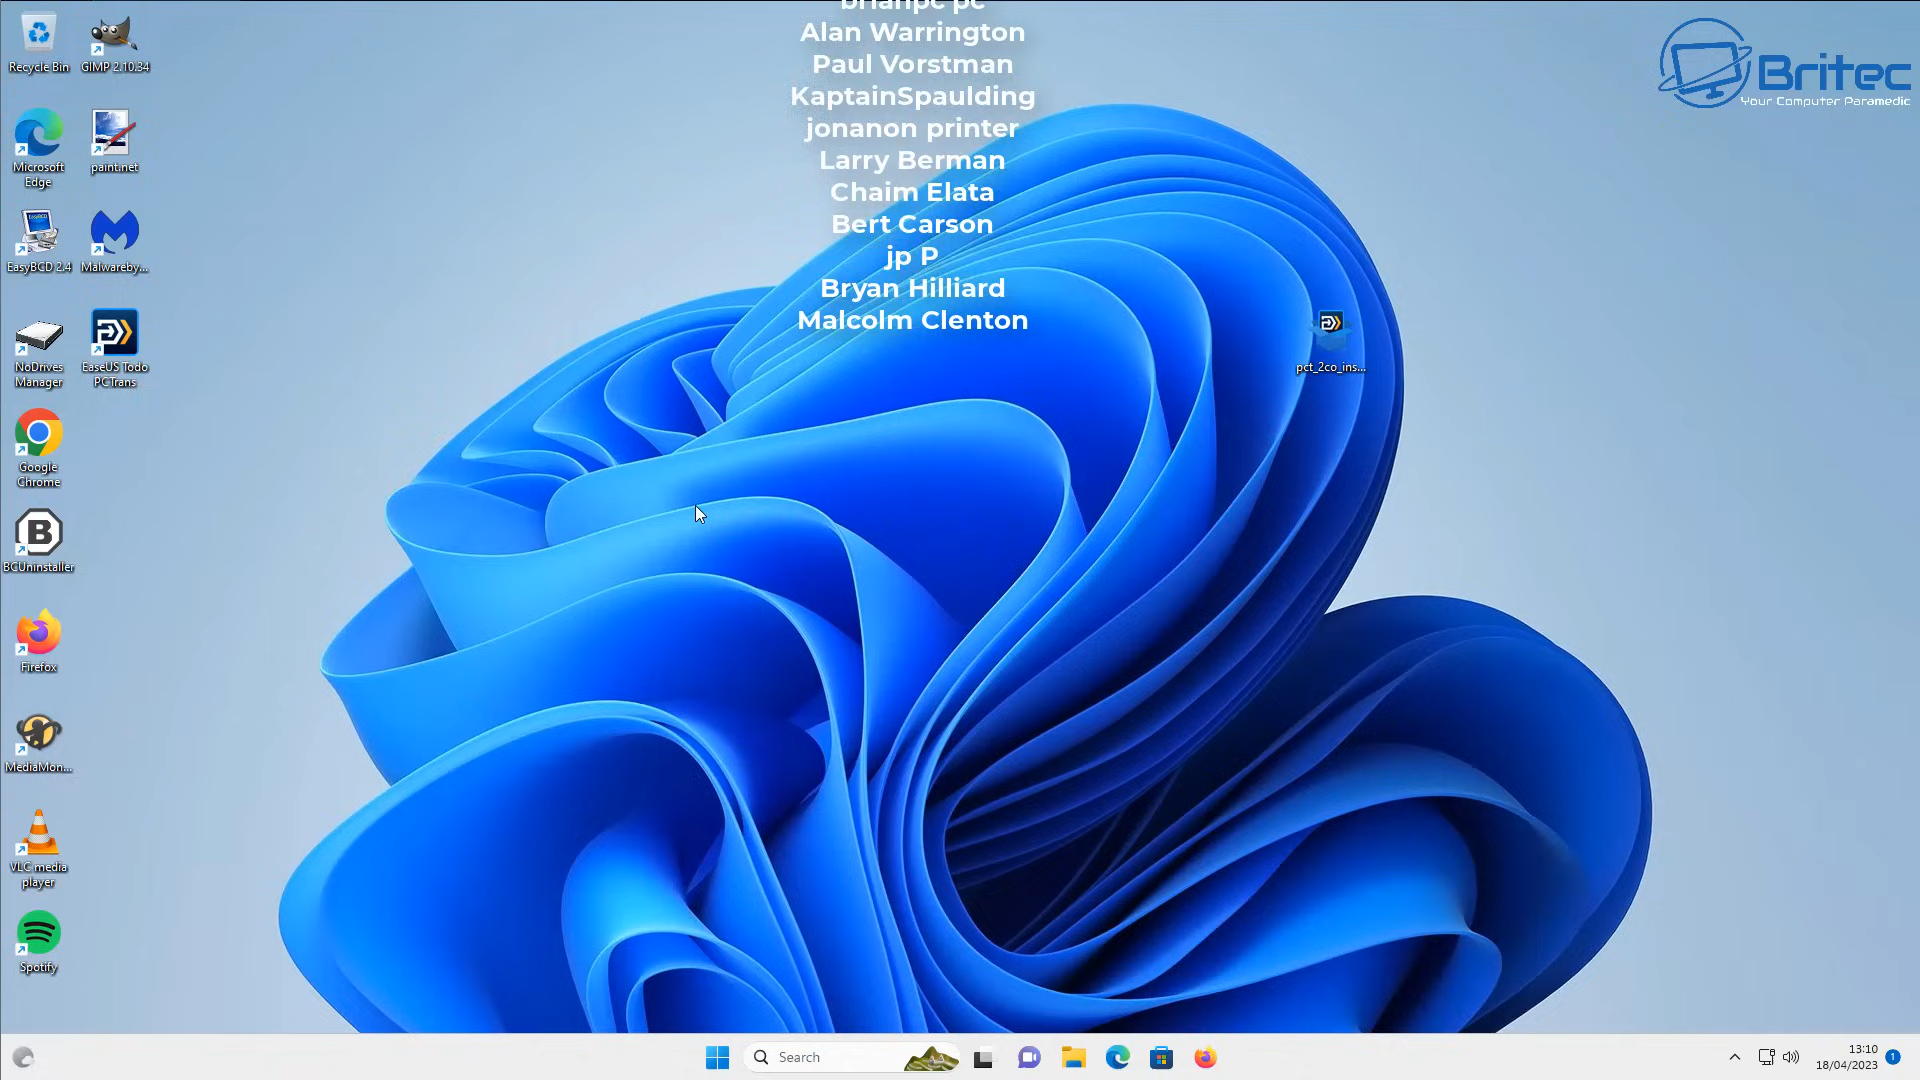 brianpc pc
Alan Warrington
Paul Vorstman
KaptainSpaulding
jonanon printer
Larry Berman
Chaim Elata
Bert Carson
jp P
Bryan Hilliard
Malcolm Clenton
Britec
Your Computer Paramedic
Recycle Bin
GIMP 2.10.34
Microsoft
Edge
paint.net
EasyBCD 2.4
Malwareby...
NoDrives
Manager
EaseUS Todo
PCTrans
pct_2co_ins...
Google
Chrome
BCUninstaller
Firefox
MediaMon...
VLC media
player
Spotify
Search
13:10
18/04/2023
1